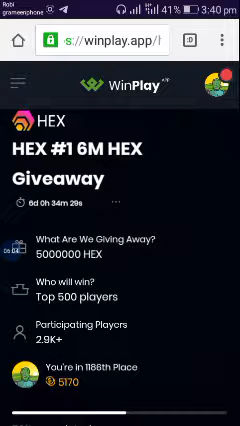 Robi
grameenphone
41%
3:40 pm
s://winplay.app/h
:D
WinPlay APP
HEX
HEX #1 6M HEX
Giveaway
6d 0h 34m 29s
...
What Are We Giving Away?
5000000 HEX
Who will win?
Top 500 players
Participating Players
2.9K+
You're in 1186th Place
5170